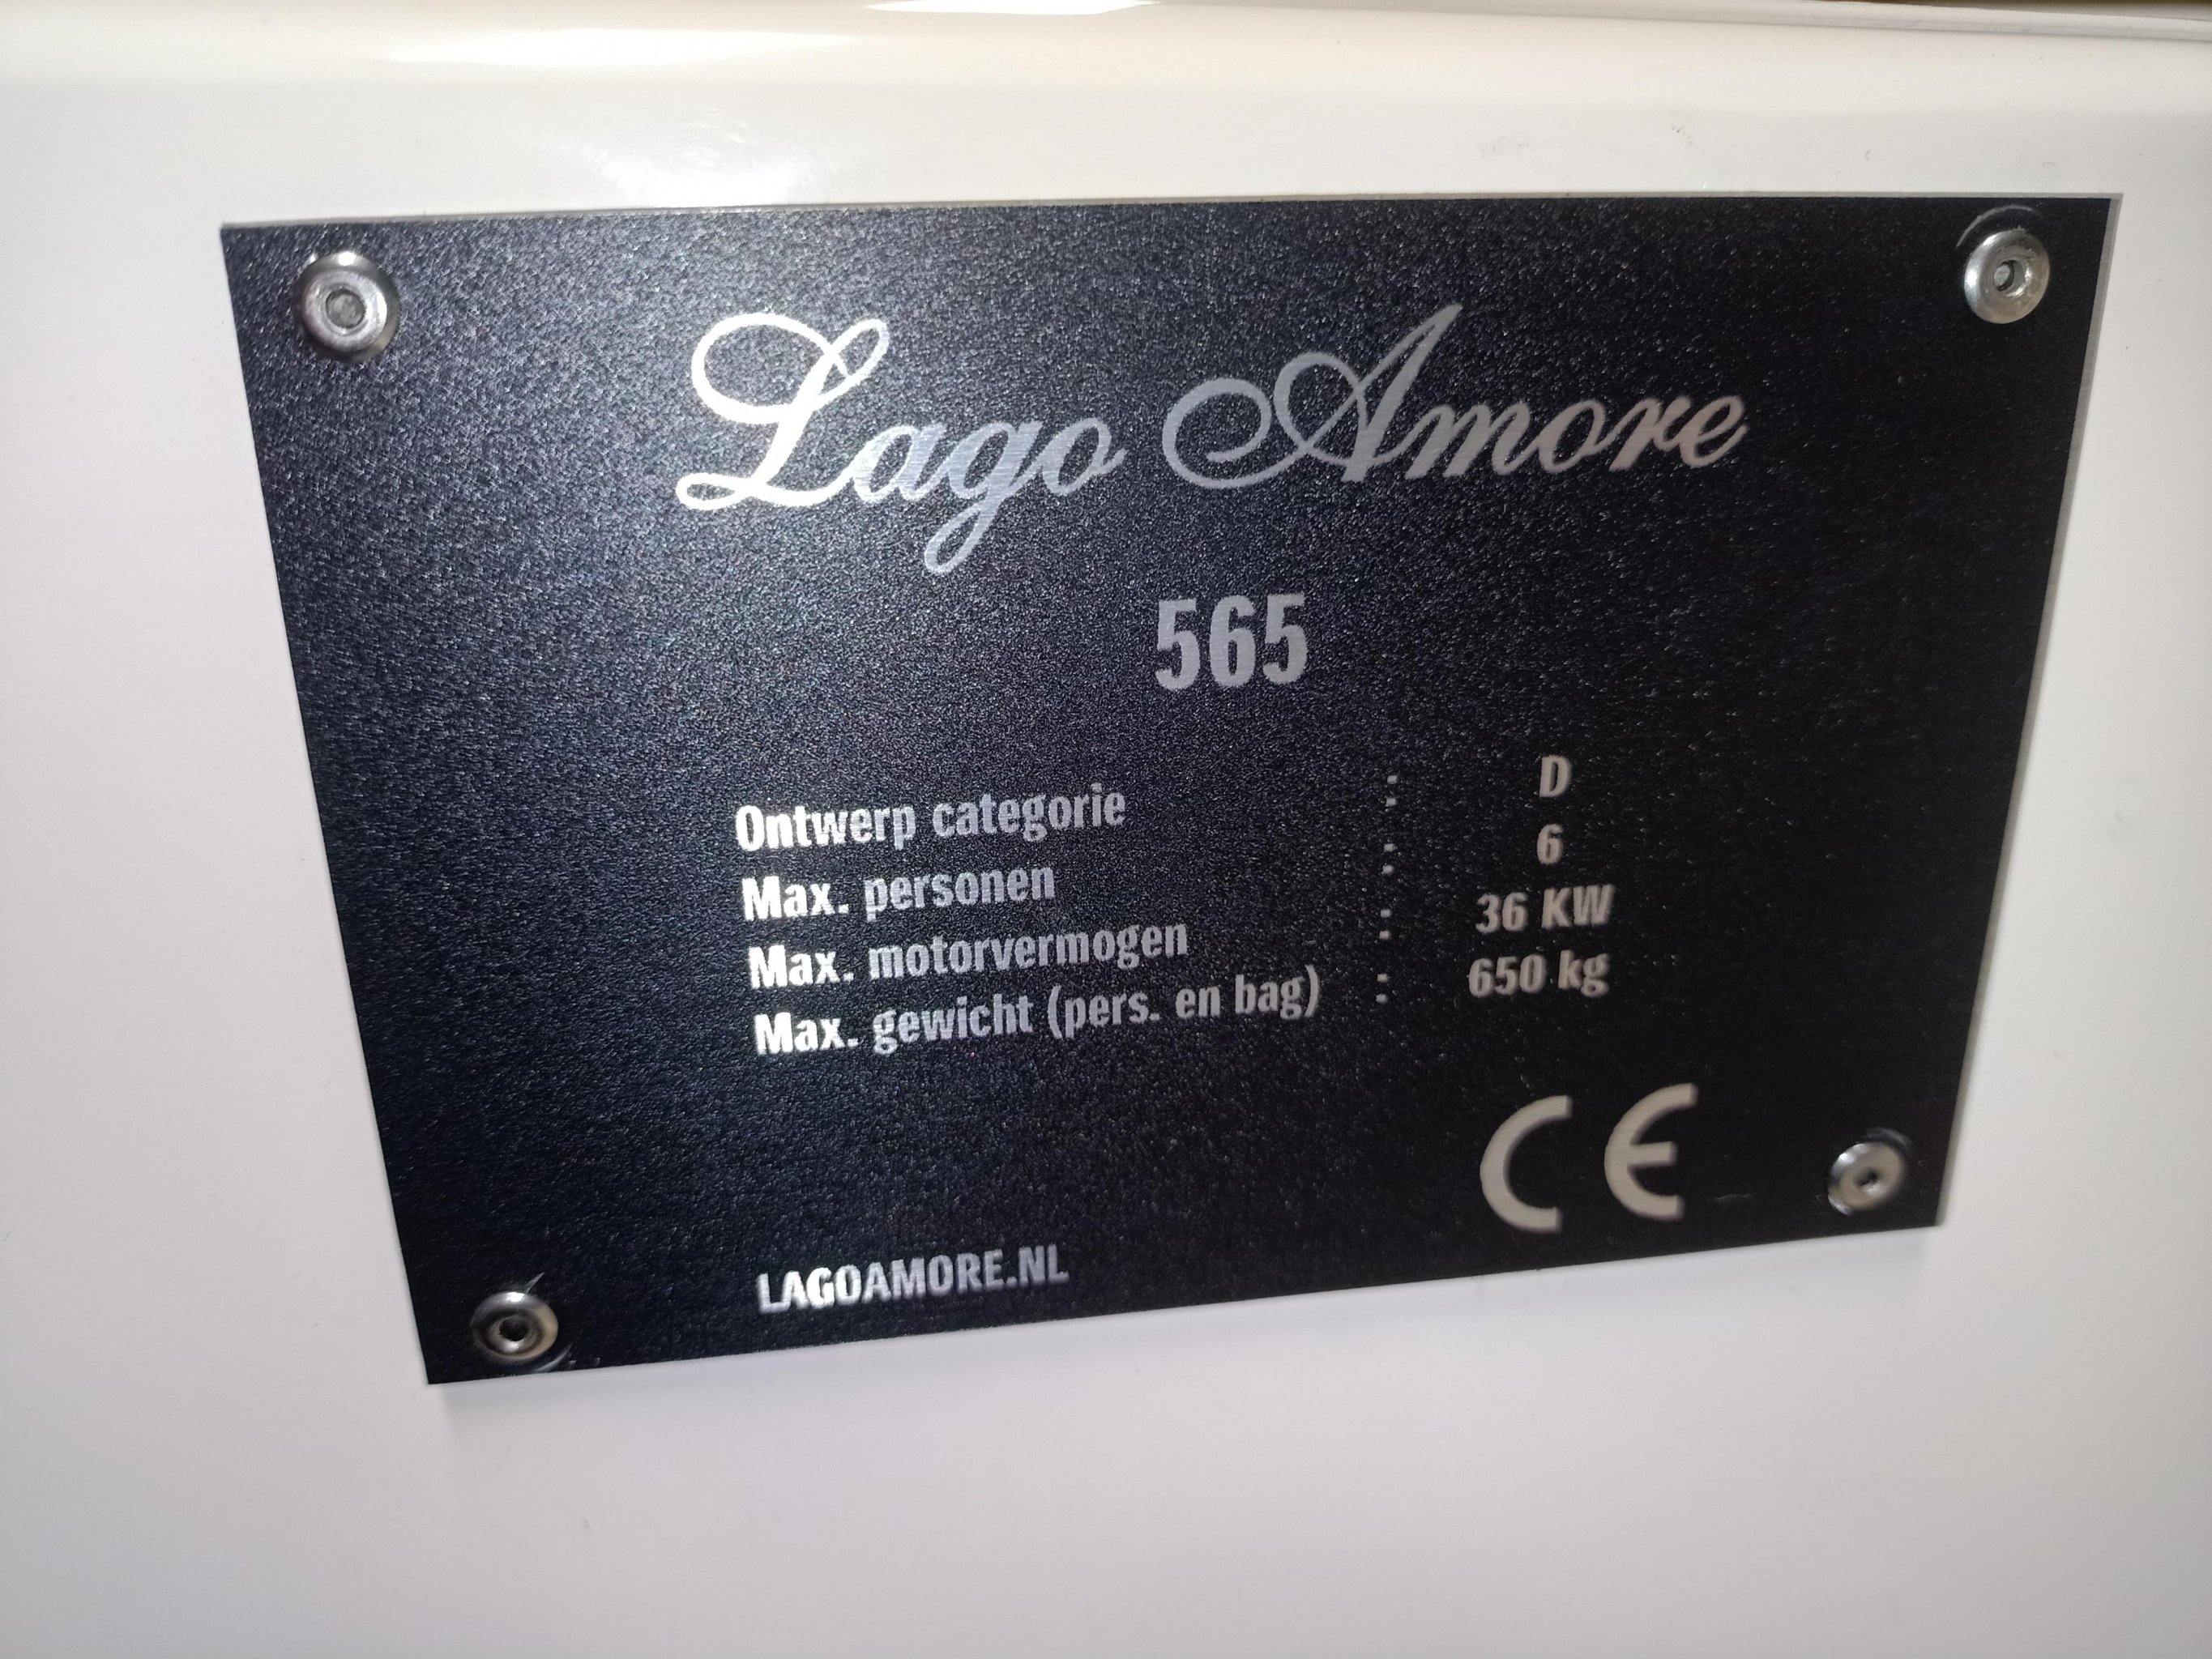 Lago Amore
565
Ontwerp categorie : D
Max. personen : 6
Max. motorvermogen : 36 KW
Max. gewicht (pers. en bag) : 650 kg
CE
LAGOAMORE.NL